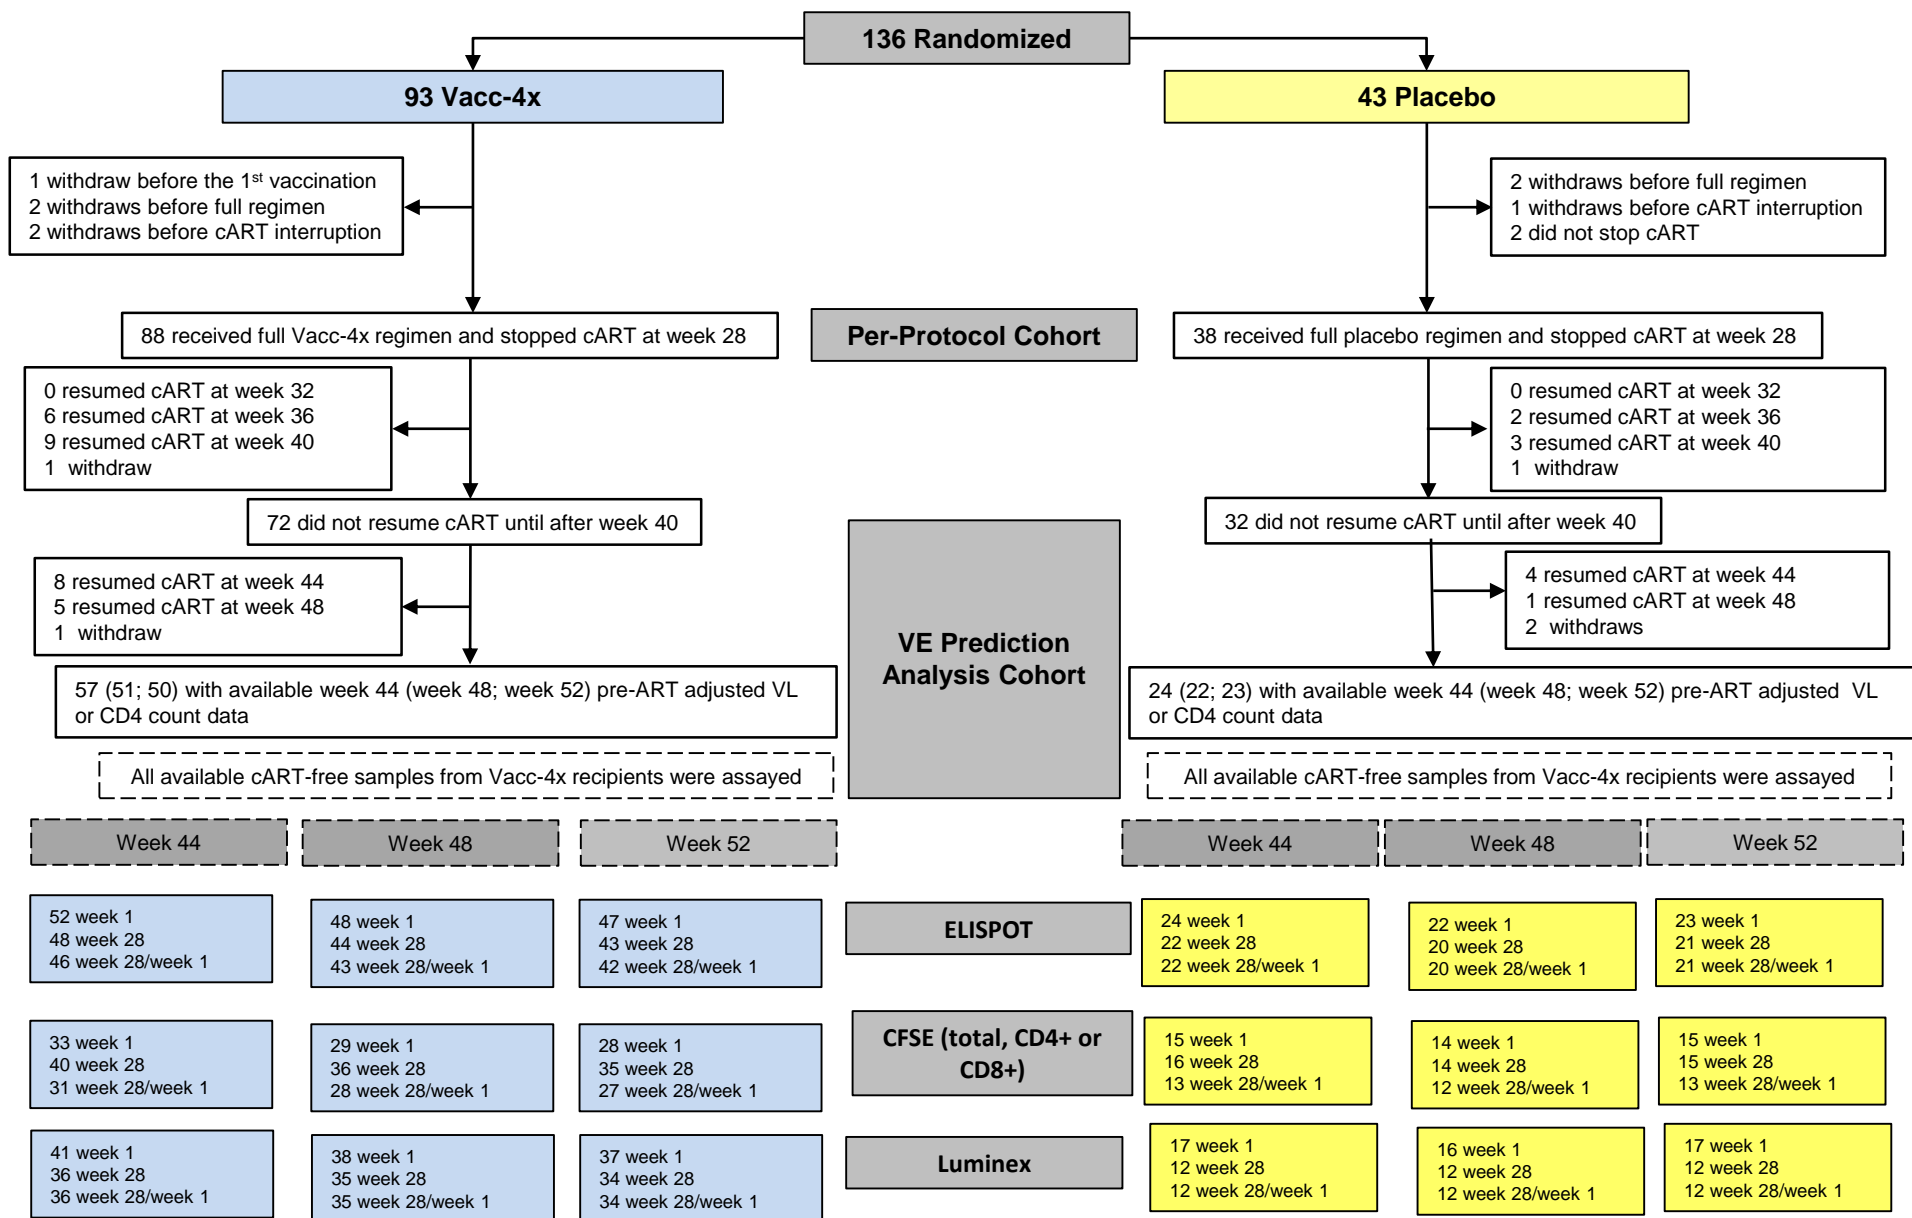 136 Randomized
93 Vacc-4x
43 Placebo
1 withdraw before the 1st vaccination
2 withdraws before full regimen
2 withdraws before cART interruption
2 withdraws before full regimen
1 withdraws before cART interruption
2 did not stop cART
88 received full Vacc-4x regimen and stopped cART at week 28
Per-Protocol Cohort
38 received full placebo regimen and stopped cART at week 28
0 resumed cART at week 32
6 resumed cART at week 36
9 resumed cART at week 40
1 withdraw
0 resumed cART at week 32
2 resumed cART at week 36
3 resumed cART at week 40
1 withdraw
72 did not resume cART until after week 40
32 did not resume cART until after week 40
8 resumed cART at week 44
5 resumed cART at week 48
1 withdraw
VE Prediction
Analysis Cohort
4 resumed cART at week 44
1 resumed cART at week 48
2 withdraws
57 (51; 50) with available week 44 (week 48; week 52) pre-ART adjusted VL
or CD4 count data
24 (22; 23) with available week 44 (week 48; week 52) pre-ART adjusted VL
or CD4 count data
All available cART-free samples from Vacc-4x recipients were assayed
All available cART-free samples from Vacc-4x recipients were assayed
Week 44
Week 48
Week 52
Week 44
Week 48
Week 52
52 week 1
48 week 28
46 week 28/week 1
48 week 1
44 week 28
43 week 28/week 1
47 week 1
43 week 28
42 week 28/week 1
ELISPOT
24 week 1
22 week 28
22 week 28/week 1
22 week 1
20 week 28
20 week 28/week 1
23 week 1
21 week 28
21 week 28/week 1
33 week 1
40 week 28
31 week 28/week 1
29 week 1
36 week 28
28 week 28/week 1
28 week 1
35 week 28
27 week 28/week 1
CFSE (total, CD4+ or
CD8+)
15 week 1
16 week 28
13 week 28/week 1
14 week 1
14 week 28
12 week 28/week 1
15 week 1
15 week 28
13 week 28/week 1
41 week 1
36 week 28
36 week 28/week 1
38 week 1
35 week 28
35 week 28/week 1
37 week 1
34 week 28
34 week 28/week 1
Luminex
17 week 1
12 week 28
12 week 28/week 1
16 week 1
12 week 28
12 week 28/week 1
17 week 1
12 week 28
12 week 28/week 1